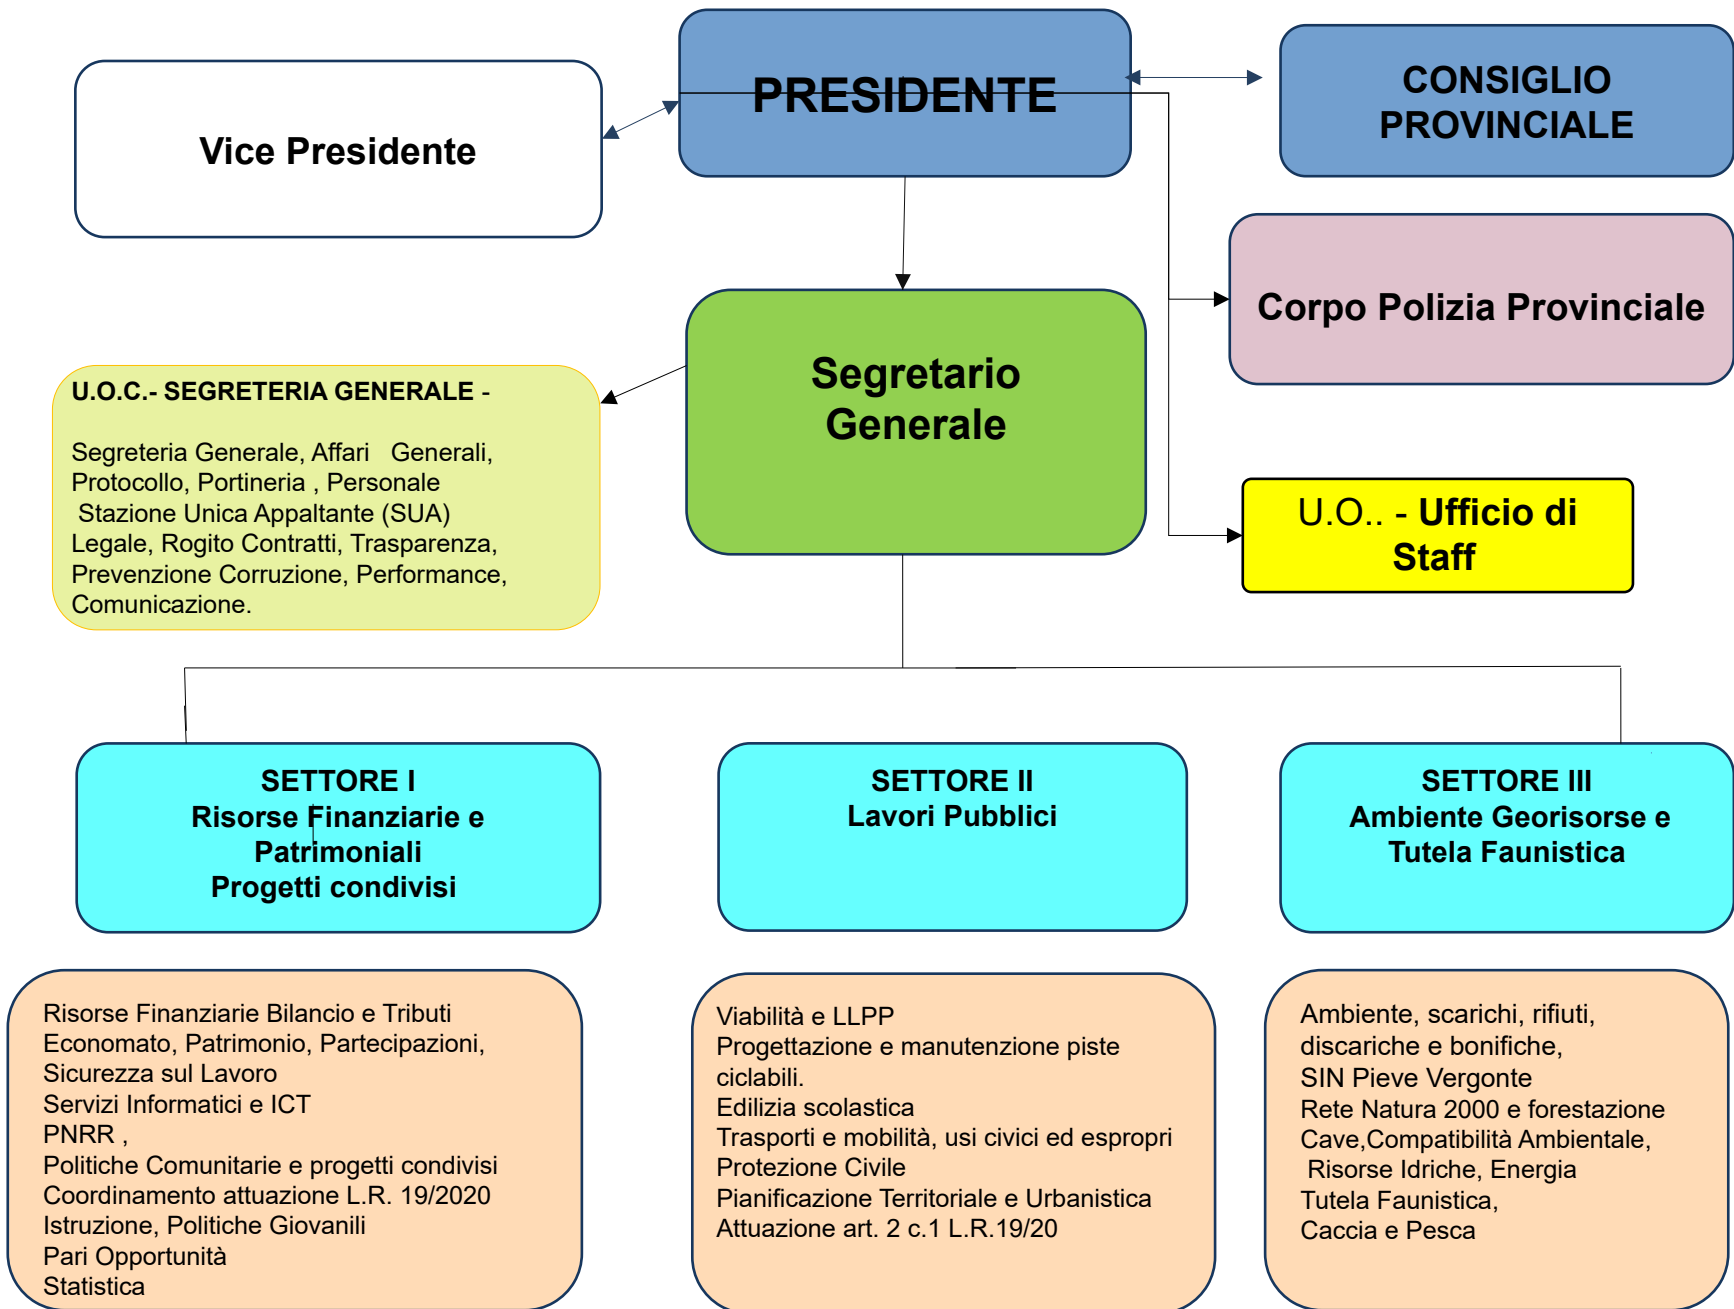 PRESIDENTE
CONSIGLIO
PROVINCIALE
Vice Presidente
Corpo Polizia Provinciale
Segretario
Generale
U.O.C.- SEGRETERIA GENERALE -
Segreteria Generale, Affari Generali,
Protocollo, Portineria , Personale
Stazione Unica Appaltante (SUA)
Legale, Rogito Contratti, Trasparenza,
Prevenzione Corruzione, Performance,
Comunicazione.
U.O.. - Ufficio di
Staff
SETTORE I
Risorse Finanziarie e
Patrimoniali
Progetti condivisi
SETTORE II
Lavori Pubblici
SETTORE III
Ambiente Georisorse e
Tutela Faunistica
Risorse Finanziarie Bilancio e Tributi
Economato, Patrimonio, Partecipazioni,
Sicurezza sul Lavoro
Servizi Informatici e ICT
PNRR ,
Politiche Comunitarie e progetti condivisi
Coordinamento attuazione L.R. 19/2020
Istruzione, Politiche Giovanili
Pari Opportunità
Statistica
Viabilità e LLPP
Progettazione e manutenzione piste
ciclabili.
Edilizia scolastica
Trasporti e mobilità, usi civici ed espropri
Protezione Civile
Pianificazione Territoriale e Urbanistica
Attuazione art. 2 c.1 L.R.19/20
Ambiente, scarichi, rifiuti,
discariche e bonifiche,
SIN Pieve Vergonte
Rete Natura 2000 e forestazione
Cave,Compatibilità Ambientale,
Risorse Idriche, Energia
Tutela Faunistica,
Caccia e Pesca